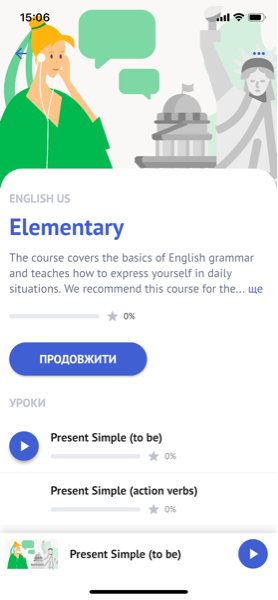 15:06
ENGLISH US
Elementary
The course covers the basics of English grammar
and teaches how to express yourself in daily
situations. We recommend this course for the... ще
0%
ПРОДОВЖИТИ
УРОКИ
Present Simple (to be)
0%
Present Simple (action verbs)
0%
Present Simple (to be)